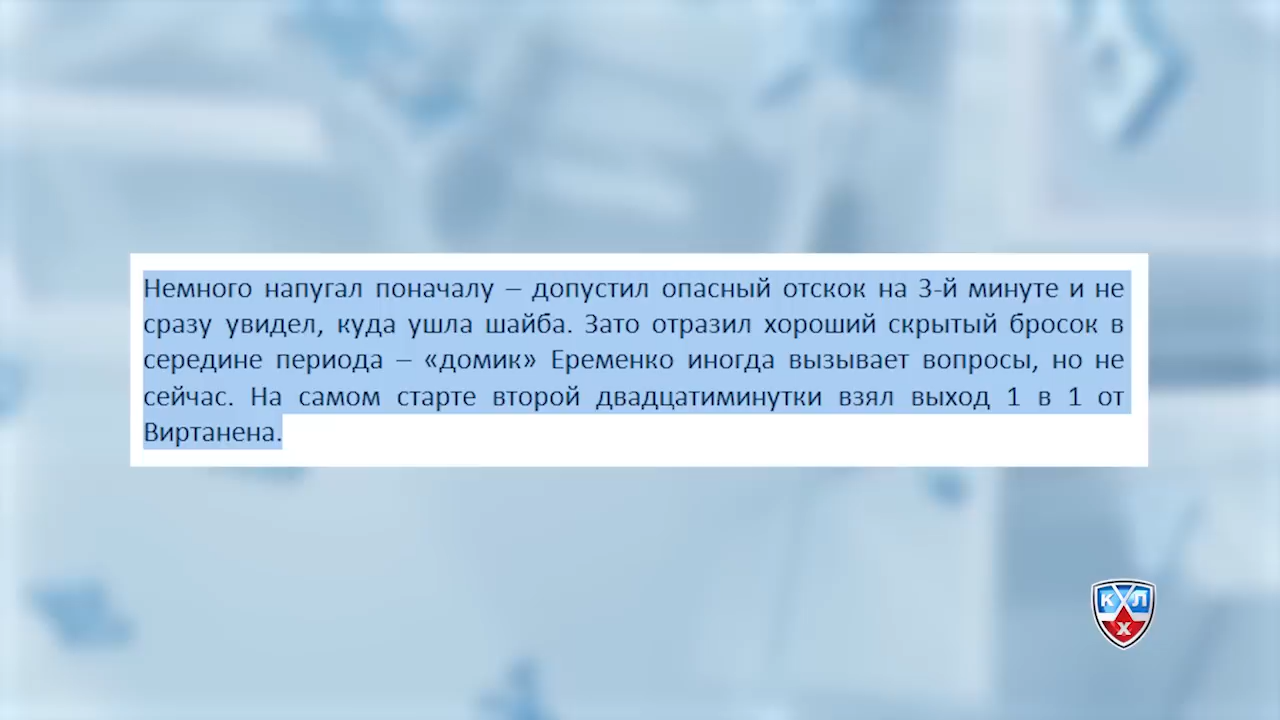 Немного напугал поначалу – допустил опасный отскок на 3-й минуте и не
сразу увидел, куда ушла шайба. Зато отразил хороший скрытый бросок в
середине периода – «домик» Еременко иногда вызывает вопросы, но не
сейчас. На самом старте второй двадцатиминутки взял выход 1 в 1 от
Виртанена.
КХЛ